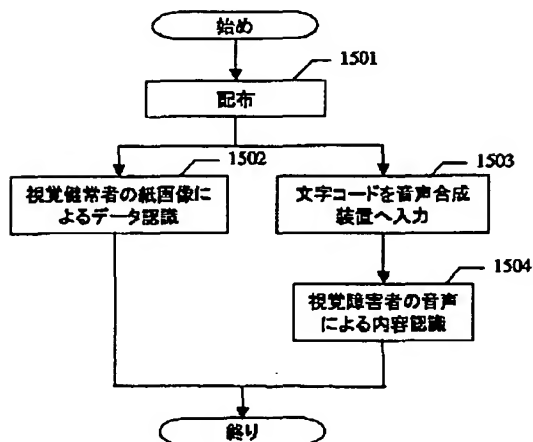 始め
1501
配布
1502
視覚健常者の紙画像に
よるデータ認識
1503
文字コードを音声合成
装置へ入力
1504
視覚障害者の音声
による内容認識
終り